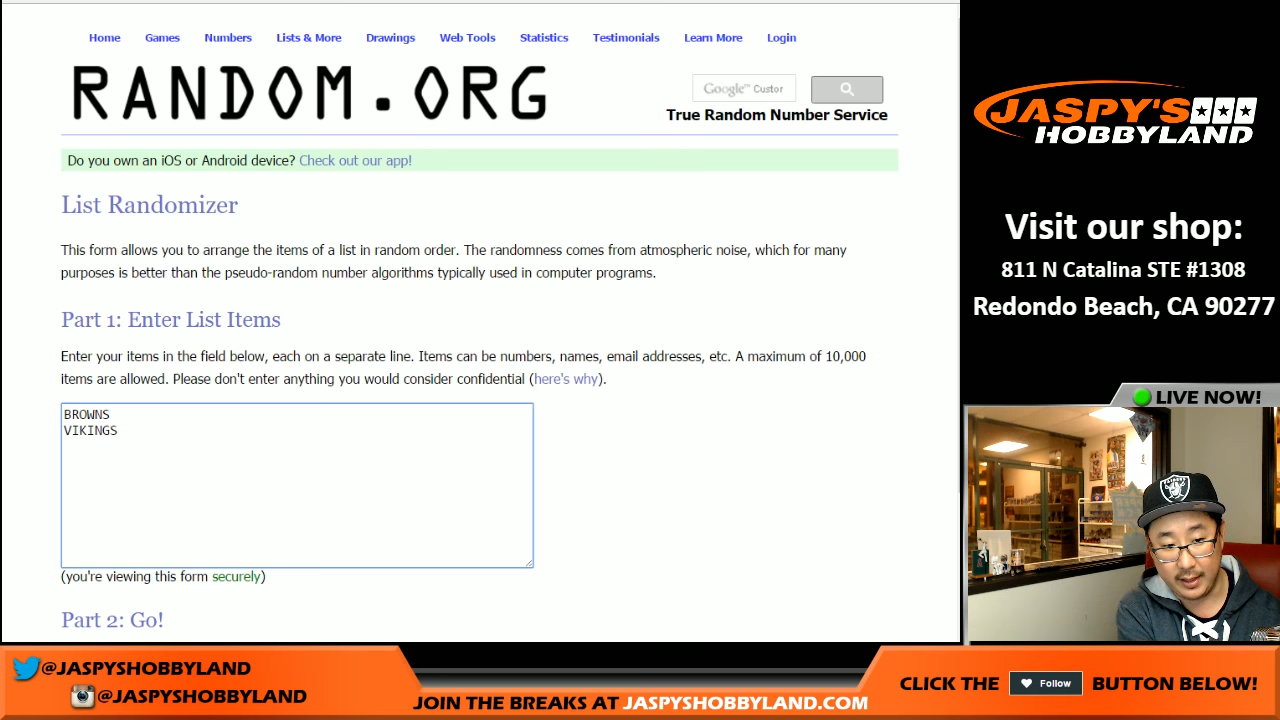 Home Games Numbers Lists & More Drawings Web Tools Statistics Testimonials Learn More Login
RANDOM.ORG
Google™ Custor
True Random Number Service
Do you own an iOS or Android device? Check out our app!
List Randomizer
This form allows you to arrange the items of a list in random order. The randomness comes from atmospheric noise, which for many
purposes is better than the pseudo-random number algorithms typically used in computer programs.
Part 1: Enter List Items
Enter your items in the field below, each on a separate line. Items can be numbers, names, email addresses, etc. A maximum of 10,000
items are allowed. Please don't enter anything you would consider confidential (here's why).
BROWNS
VIKINGS
(you're viewing this form securely)
Part 2: Go!
JASPY'S
HOBBYLAND
Visit our shop:
811 N Catalina STE #1308
Redondo Beach, CA 90277
LIVE NOW!
RAIDERS
@JASPYSHOBBYLAND
@JASPYSHOBBYLAND
JOIN THE BREAKS AT JASPYSHOBBYLAND.COM
CLICK THE Follow BUTTON BELOW!